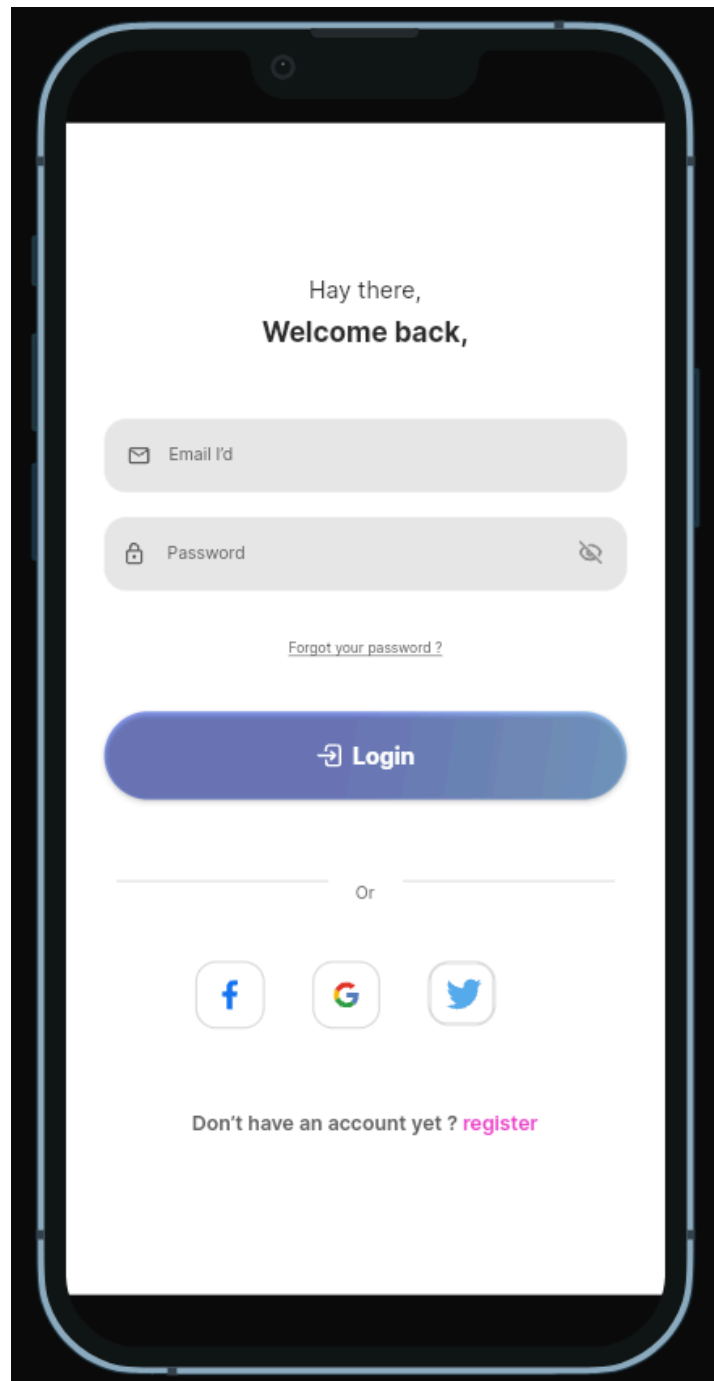 Hay there,
Welcome back,
Email I'd
Password
Forgot your password ?
Login
Or
Don't have an account yet ? register